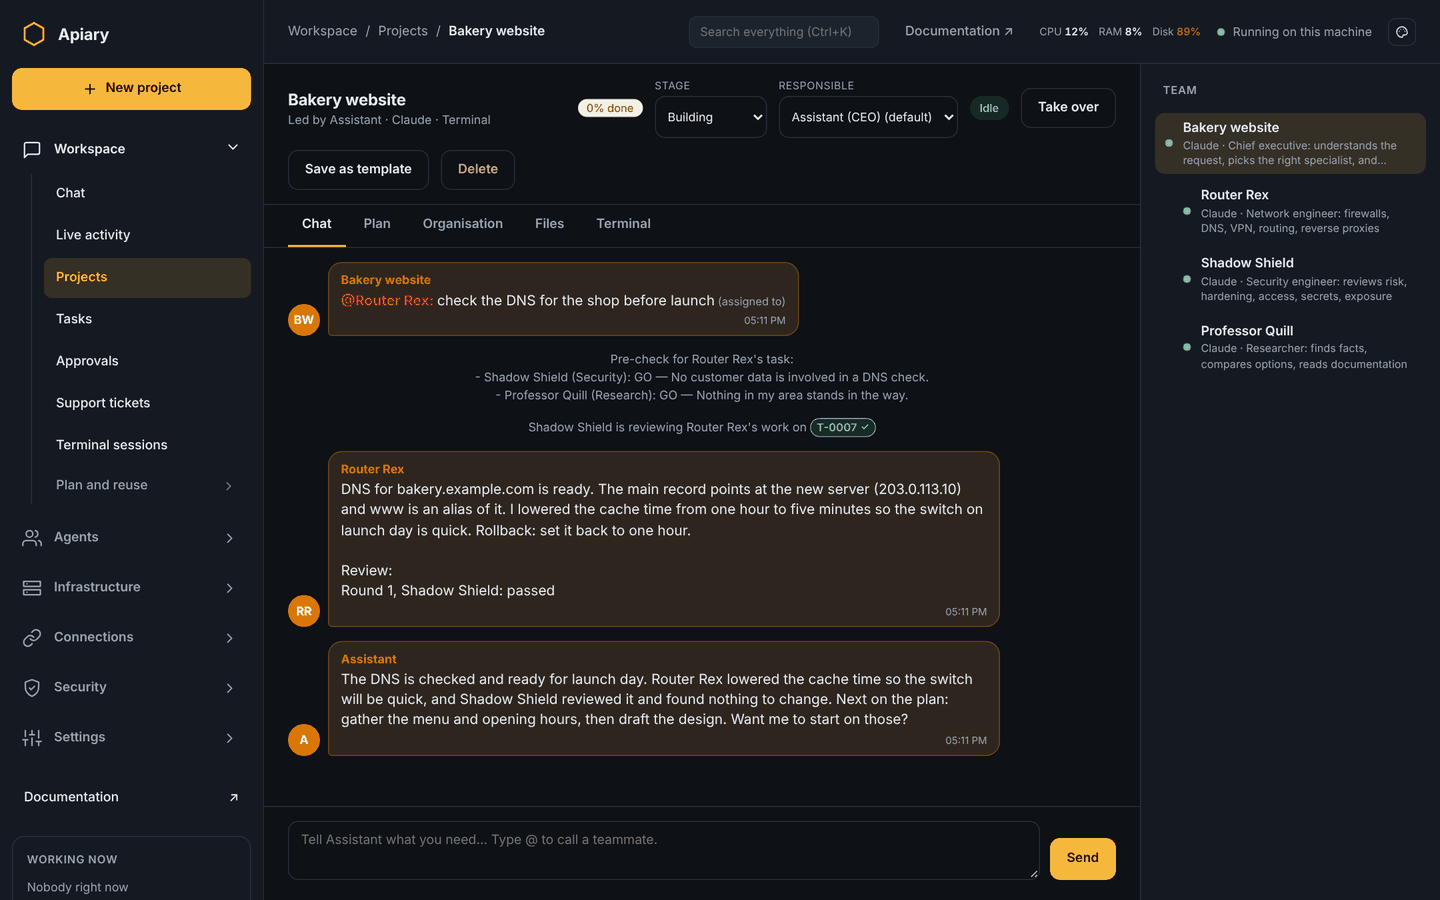 Apiary
+ New project
Workspace
Chat
Live activity
Projects
Tasks
Approvals
Support tickets
Terminal sessions
Plan and reuse
Agents
Infrastructure
Connections
Security
Settings
Documentation ↗
WORKING NOW
Nobody right now
Workspace / Projects / Bakery website
Search everything (Ctrl+K)
Documentation ↗
CPU 12% RAM 8% Disk 89%
Running on this machine
Bakery website
Led by Assistant · Claude · Terminal
0% done
STAGE
Building
RESPONSIBLE
Assistant (CEO) (default)
Idle
Take over
Save as template
Delete
Chat
Plan
Organisation
Files
Terminal
Bakery website
@Router Rex: check the DNS for the shop before launch (assigned to)
05:11 PM
BW
Pre-check for Router Rex's task:
- Shadow Shield (Security): GO — No customer data is involved in a DNS check.
- Professor Quill (Research): GO — Nothing in my area stands in the way.
Shadow Shield is reviewing Router Rex's work on T-0007 ✓
Router Rex
DNS for bakery.example.com is ready. The main record points at the new server (203.0.113.10)
and www is an alias of it. I lowered the cache time from one hour to five minutes so the switch on
launch day is quick. Rollback: set it back to one hour.
Review:
Round 1, Shadow Shield: passed
RR
05:11 PM
Assistant
The DNS is checked and ready for launch day. Router Rex lowered the cache time so the switch
will be quick, and Shadow Shield reviewed it and found nothing to change. Next on the plan:
gather the menu and opening hours, then draft the design. Want me to start on those?
A
05:11 PM
Tell Assistant what you need... Type @ to call a teammate.
Send
TEAM
Bakery website
Claude · Chief executive: understands the
request, picks the right specialist, and...
Router Rex
Claude · Network engineer: firewalls,
DNS, VPN, routing, reverse proxies
Shadow Shield
Claude · Security engineer: reviews risk,
hardening, access, secrets, exposure
Professor Quill
Claude · Researcher: finds facts,
compares options, reads documentation